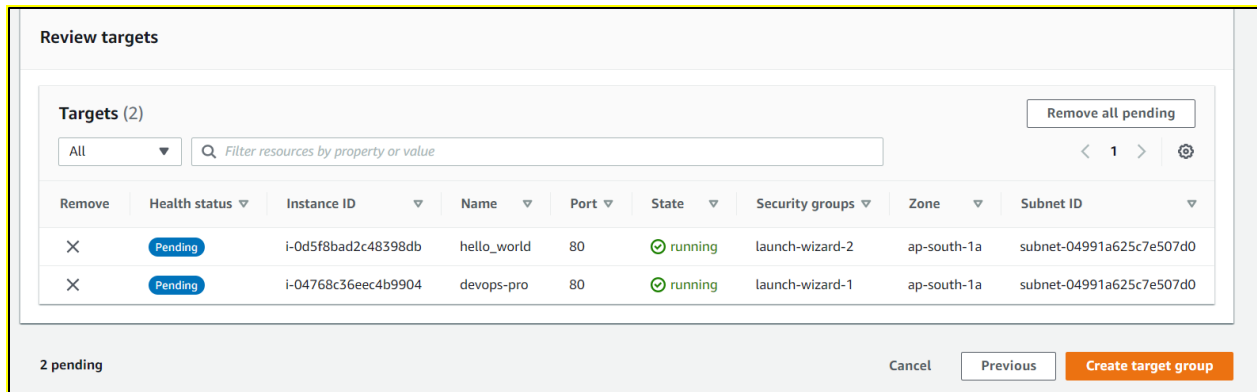 Review targets
Targets (2)
Remove all pending
All
Filter resources by property or value
1
Remove Health status Instance ID Name Port State Security groups Zone Subnet ID
Pending i-0d5f8bad2c48398db hello_world 80 running launch-wizard-2 ap-south-1a subnet-04991a625c7e507d0
Pending i-04768c36eec4b9904 devops-pro 80 running launch-wizard-1 ap-south-1a subnet-04991a625c7e507d0
2 pending
Cancel Previous Create target group